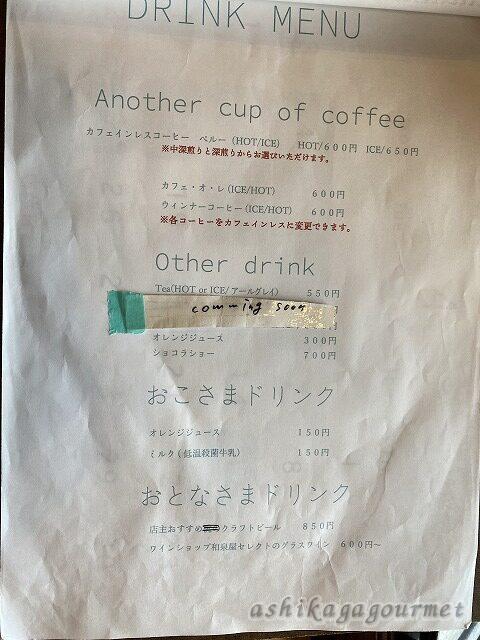 DRINK MENU
Another cup of coffee
カフェインレスコーヒー ペルー (HOT/ICE) HOT/600円 ICE/650円
※中深煎りと深煎りからお選びいただけます。
カフェ・オ・レ(ICE/HOT) 600円
ウィンナーコーヒー(ICE/HOT) 600円
※各コーヒーをカフェインレスに変更できます。
Other drink
Tea(HOT or ICE/アールグレイ) 550円
comming soon
オレンジジュース 300円
ショコラショー 700円
おこさまドリンク
オレンジジュース 150円
ミルク(低温殺菌牛乳) 150円
おとなさまドリンク
店主おすすめ クラフトビール 850円
ワインショップ和泉屋セレクトのグラスワイン 600円~
ashikagagourmet